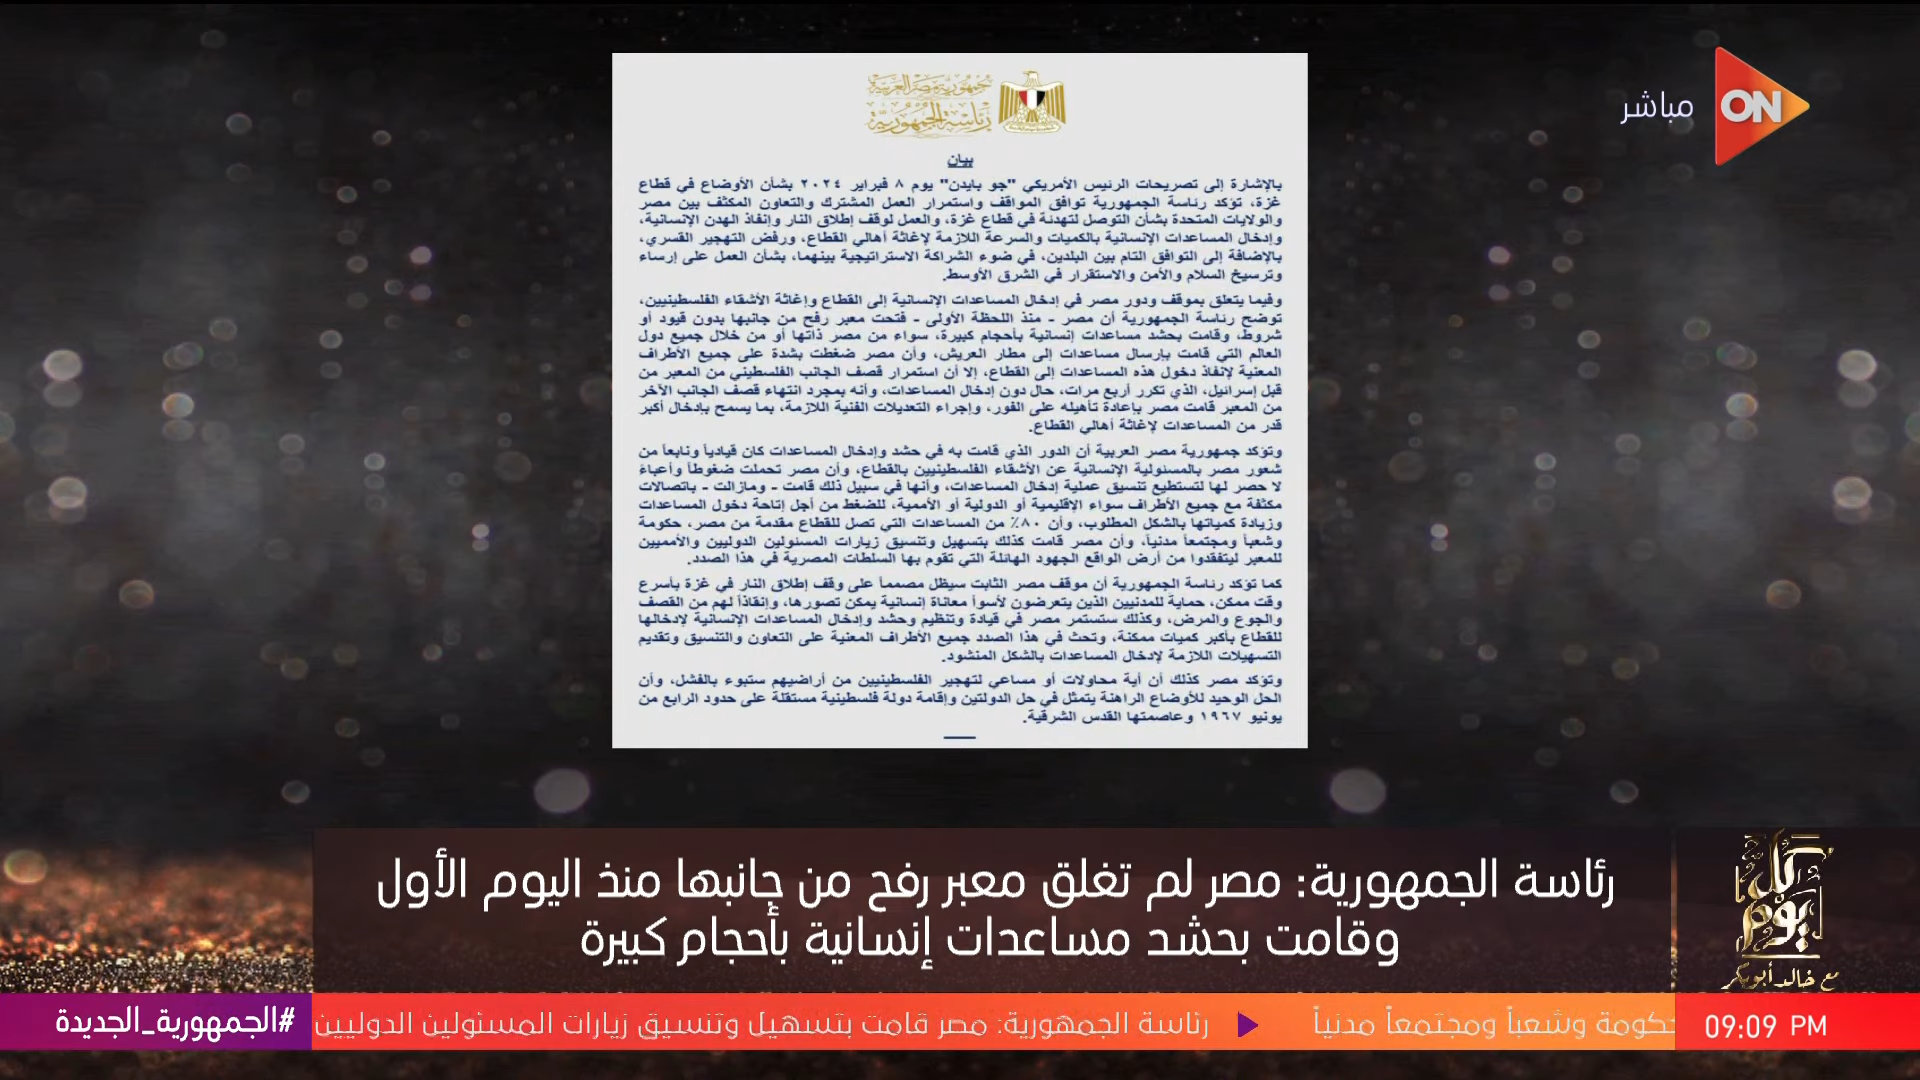 جمهورية مصر العربية
رئاسة الجمهورية
بيان
بالإشارة إلى تصريحات الرئيس الأمريكي "جو بايدن" يوم ٨ فبراير ٢٠٢٤ بشأن الأوضاع في قطاع
غزة، تؤكد رئاسة الجمهورية توافق المواقف واستمرار العمل المشترك والتعاون المكثف بين مصر
والولايات المتحدة بشأن التوصل لتهدئة في قطاع غزة، والعمل لوقف إطلاق النار وإنفاذ الهدن الإنسانية،
وإدخال المساعدات الإنسانية بالكميات والسرعة اللازمة لإغاثة أهالي القطاع، ورفض التهجير القسري،
بالإضافة إلى التوافق التام بين البلدين، في ضوء الشراكة الاستراتيجية بينهما، بشأن العمل على إرساء
وترسيخ السلام والأمن والاستقرار في الشرق الأوسط.
وفيما يتعلق بموقف ودور مصر في إدخال المساعدات الإنسانية إلى القطاع وإغاثة الأشقاء الفلسطينيين،
توضح رئاسة الجمهورية أن مصر - منذ اللحظة الأولى - فتحت معبر رفح من جانبها بدون قيود أو
شروط، وقامت بحشد مساعدات إنسانية بأحجام كبيرة، سواء من مصر ذاتها أو من خلال جميع دول
العالم التي قامت بإرسال مساعدات إلى مطار العريش، وأن مصر ضغطت بشدة على جميع الأطراف
المعنية لإنفاذ دخول هذه المساعدات إلى القطاع، إلا أن استمرار قصف الجانب الفلسطيني من المعبر من
قبل إسرائيل، الذي تكرر أربع مرات، حال دون إدخال المساعدات، وأنه بمجرد انتهاء قصف الجانب الآخر
من المعبر قامت مصر بإعادة تأهيله على الفور، وإجراء التعديلات الفنية اللازمة، بما يسمح بإدخال أكبر
قدر من المساعدات لإغاثة أهالي القطاع.
وتؤكد جمهورية مصر العربية أن الدور الذي قامت به في حشد وإدخال المساعدات كان قيادياً ونابعاً من
شعور مصر بالمسئولية الإنسانية عن الأشقاء الفلسطينيين بالقطاع، وأن مصر تحملت ضغوطاً وأعباءً
لا حصر لها لتستطيع تنسيق عملية إدخال المساعدات، وأنها في سبيل ذلك قامت - ومازالت - باتصالات
مكثفة مع جميع الأطراف سواء الإقليمية أو الدولية أو الأممية، للضغط من أجل إتاحة دخول المساعدات
وزيادة كمياتها بالشكل المطلوب، وأن ٨٠٪ من المساعدات التي تصل للقطاع مقدمة من مصر، حكومة
وشعباً ومجتمعاً مدنياً، وأن مصر قامت كذلك بتسهيل وتنسيق زيارات المسئولين الدوليين والأمميين
للمعبر ليتفقدوا من أرض الواقع الجهود الهائلة التي تقوم بها السلطات المصرية في هذا الصدد.
كما تؤكد رئاسة الجمهورية أن موقف مصر الثابت سيظل مصمماً على وقف إطلاق النار في غزة بأسرع
وقت ممكن، حماية للمدنيين الذين يتعرضون لأسوأ معاناة إنسانية يمكن تصورها، وإنقاذاً لهم من القصف
والجوع والمرض، وكذلك ستستمر مصر في قيادة وتنظيم وحشد وإدخال المساعدات الإنسانية لإدخالها
للقطاع بأكبر كميات ممكنة، وتحث في هذا الصدد جميع الأطراف المعنية على التعاون والتنسيق وتقديم
التسهيلات اللازمة لإدخال المساعدات بالشكل المنشود.
وتؤكد مصر كذلك أن أية محاولات أو مساعي لتهجير الفلسطينيين من أراضيهم ستبوء بالفشل، وأن
الحل الوحيد للأوضاع الراهنة يتمثل في حل الدولتين وإقامة دولة فلسطينية مستقلة على حدود الرابع من
يونيو ١٩٦٧ وعاصمتها القدس الشرقية.
مباشر ON
رئاسة الجمهورية: مصر لم تغلق معبر رفح من جانبها منذ اليوم الأول
وقامت بحشد مساعدات إنسانية بأحجام كبيرة
كل يوم
مع خالد أبو بكر
حكومة وشعباً ومجتمعاً مدنياً
رئاسة الجمهورية: مصر قامت بتسهيل وتنسيق زيارات المسئولين الدوليين
#الجمهورية_الجديدة
09:09 PM